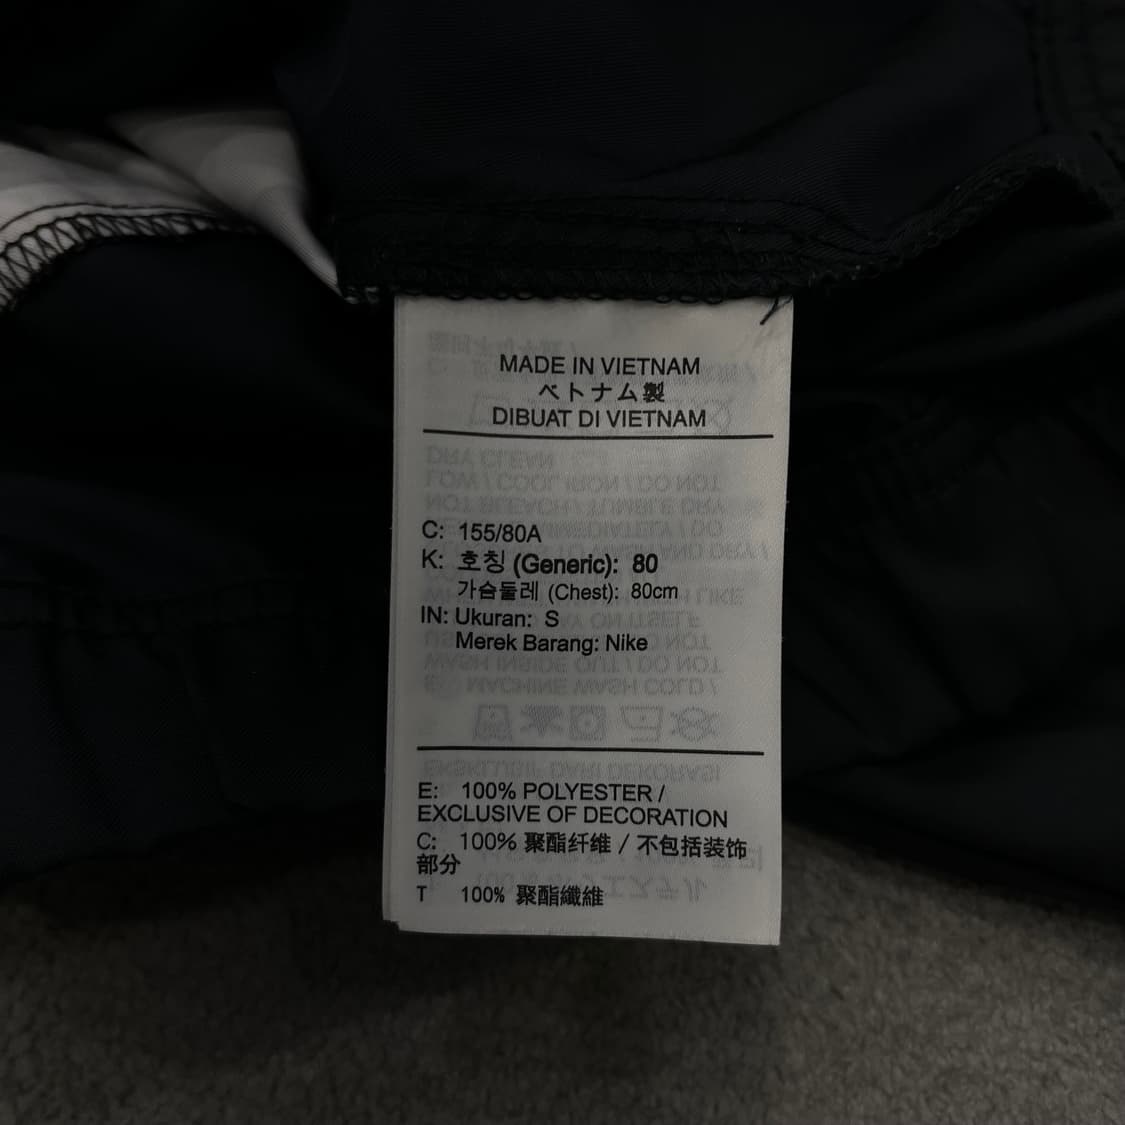 MADE IN VIETNAM
ベトナム製
DIBUAT DI VIETNAM
C: 155/80A
K: 호칭 (Generic): 80
가슴둘레 (Chest): 80cm
IN: Ukuran: S
Merek Barang: Nike
E: 100% POLYESTER /
EXCLUSIVE OF DECORATION
C: 100% 聚酯纤维 / 不包括装饰
部分
T 100% 聚酯纖維